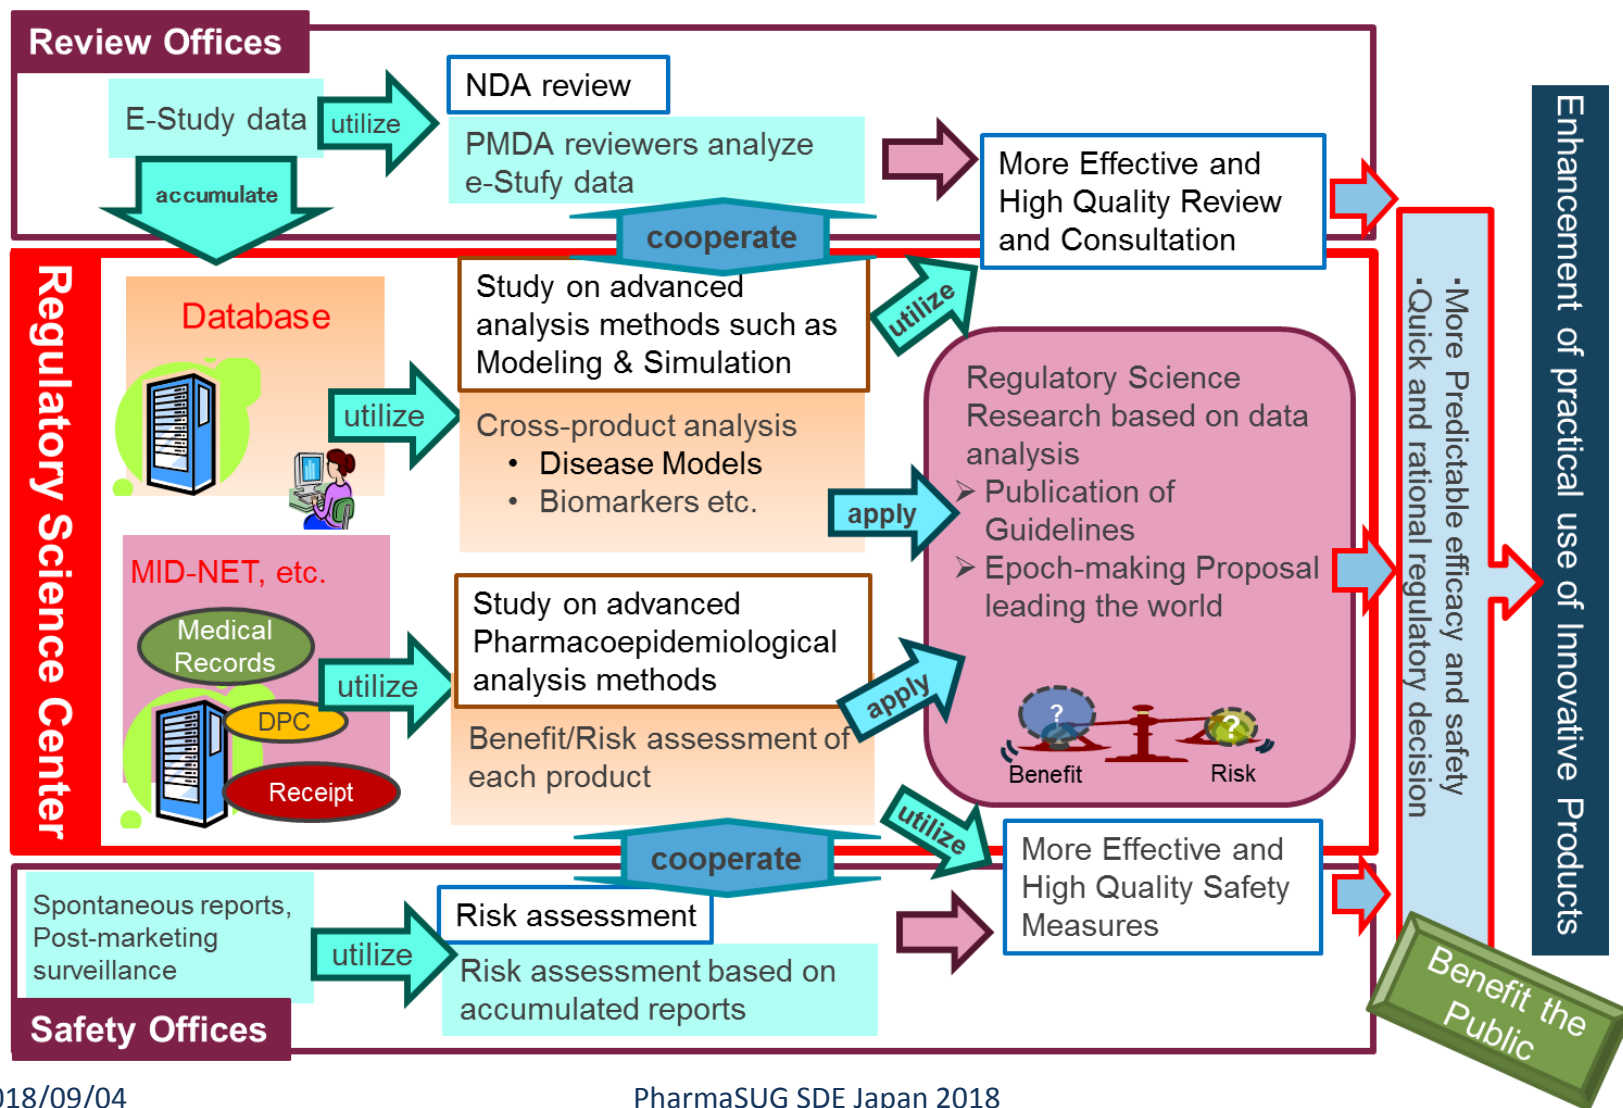 Review Offices
E-Study data
utilize
NDA review
PMDA reviewers analyze
e-Stufy data
accumulate
cooperate
More Effective and
High Quality Review
and Consultation
Regulatory Science Center
Database
utilize
Study on advanced
analysis methods such as
Modeling & Simulation
utilize
Cross-product analysis
• Disease Models
• Biomarkers etc.
apply
Regulatory Science
Research based on data
analysis
➢ Publication of
Guidelines
➢ Epoch-making Proposal
leading the world
? ?
Benefit Risk
MID-NET, etc.
Medical
Records
DPC
Receipt
utilize
Study on advanced
Pharmacoepidemiological
analysis methods
apply
Benefit/Risk assessment of
each product
utilize
cooperate
More Effective and
High Quality Safety
Measures
Spontaneous reports,
Post-marketing
surveillance
utilize
Risk assessment
Risk assessment based on
accumulated reports
Safety Offices
・More Predictable efficacy and safety
・Quick and rational regulatory decision
Enhancement of practical use of Innovative Products
Benefit the
Public
018/09/04
PharmaSUG SDE Japan 2018